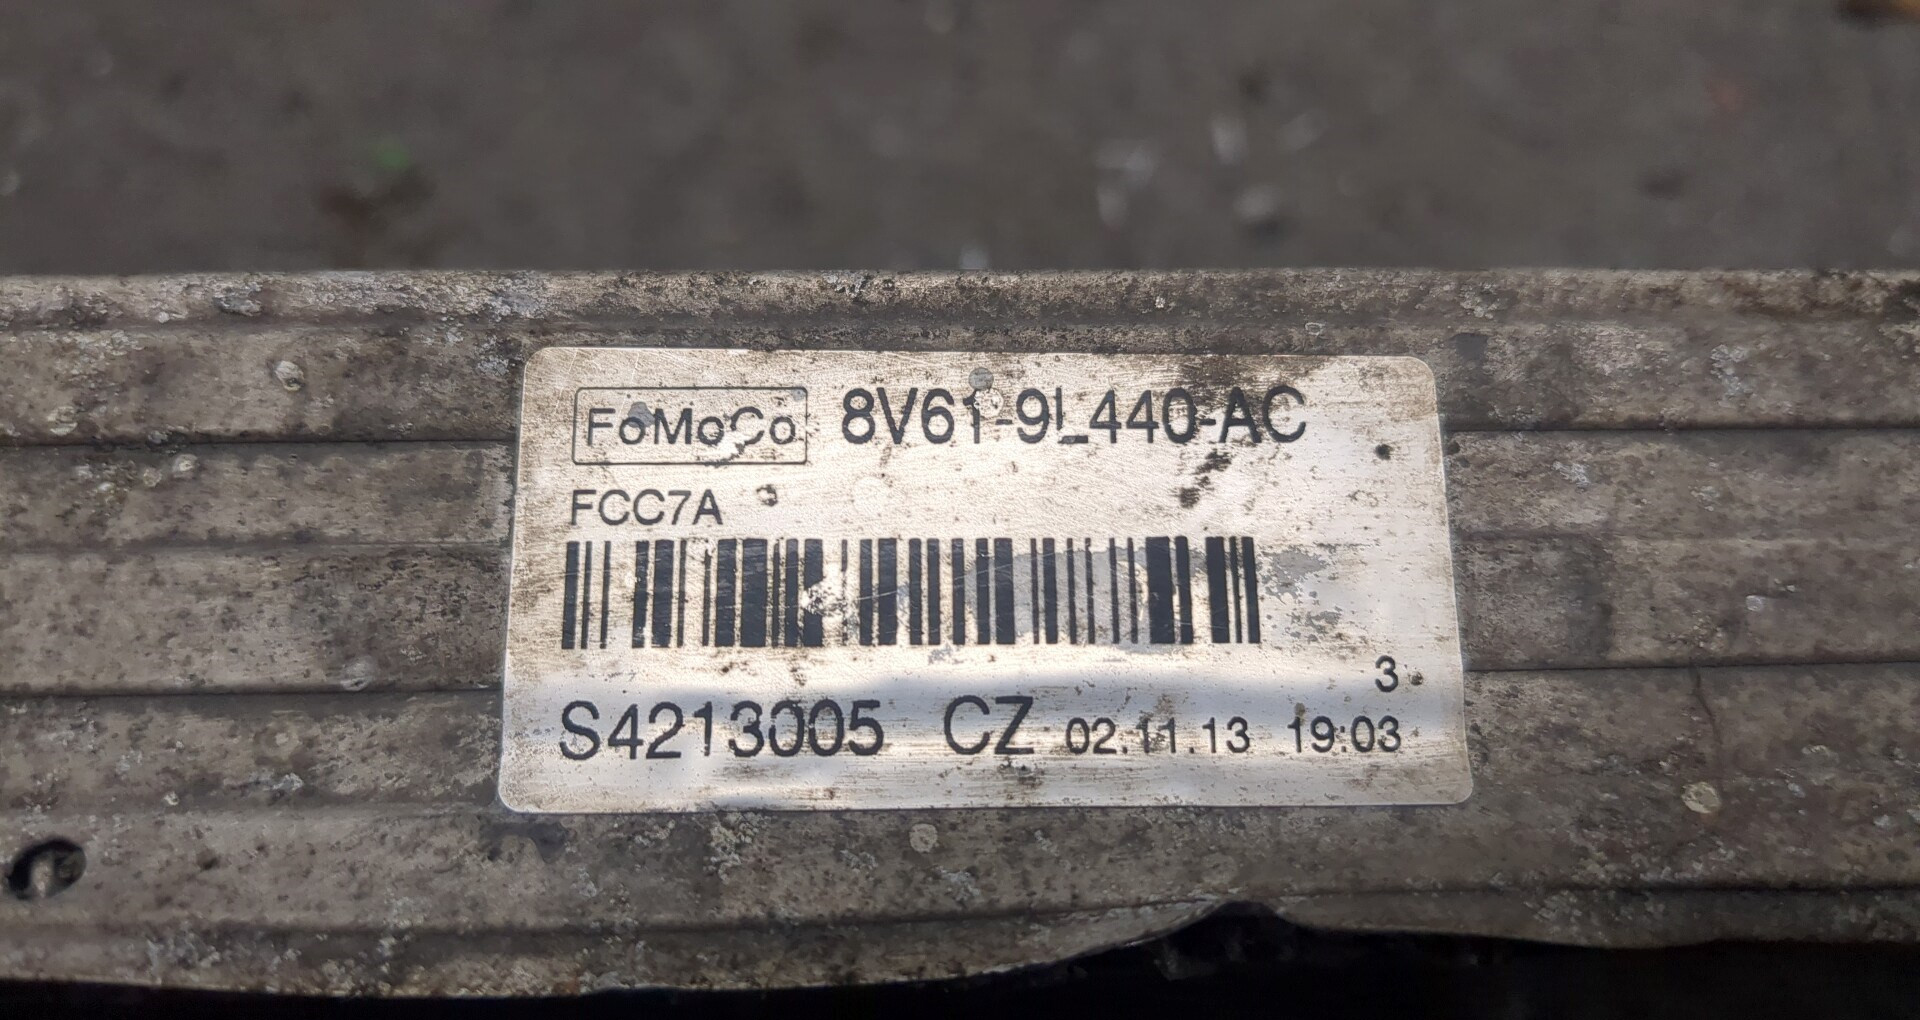 FoMoCo 8V61-9L440-AC
FCC7A
3
S4213005 CZ 02.11.13 19:03